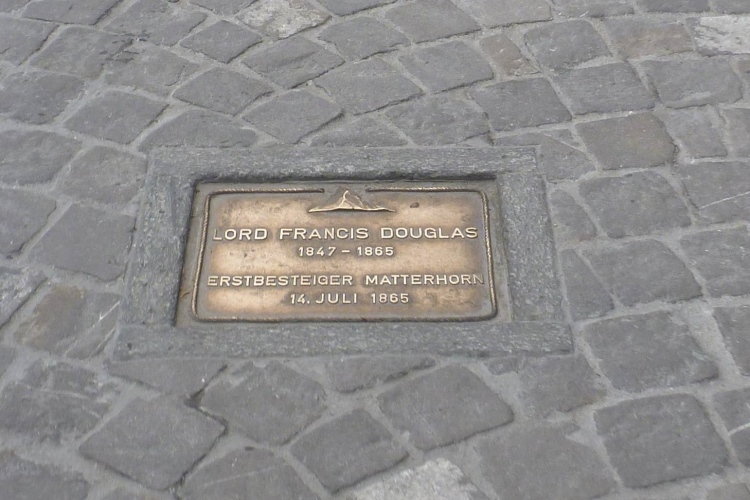 LORD FRANCIS DOUGLAS
1847 - 1865
ERSTBESTEIGER MATTERHORN
14. JULI 1865